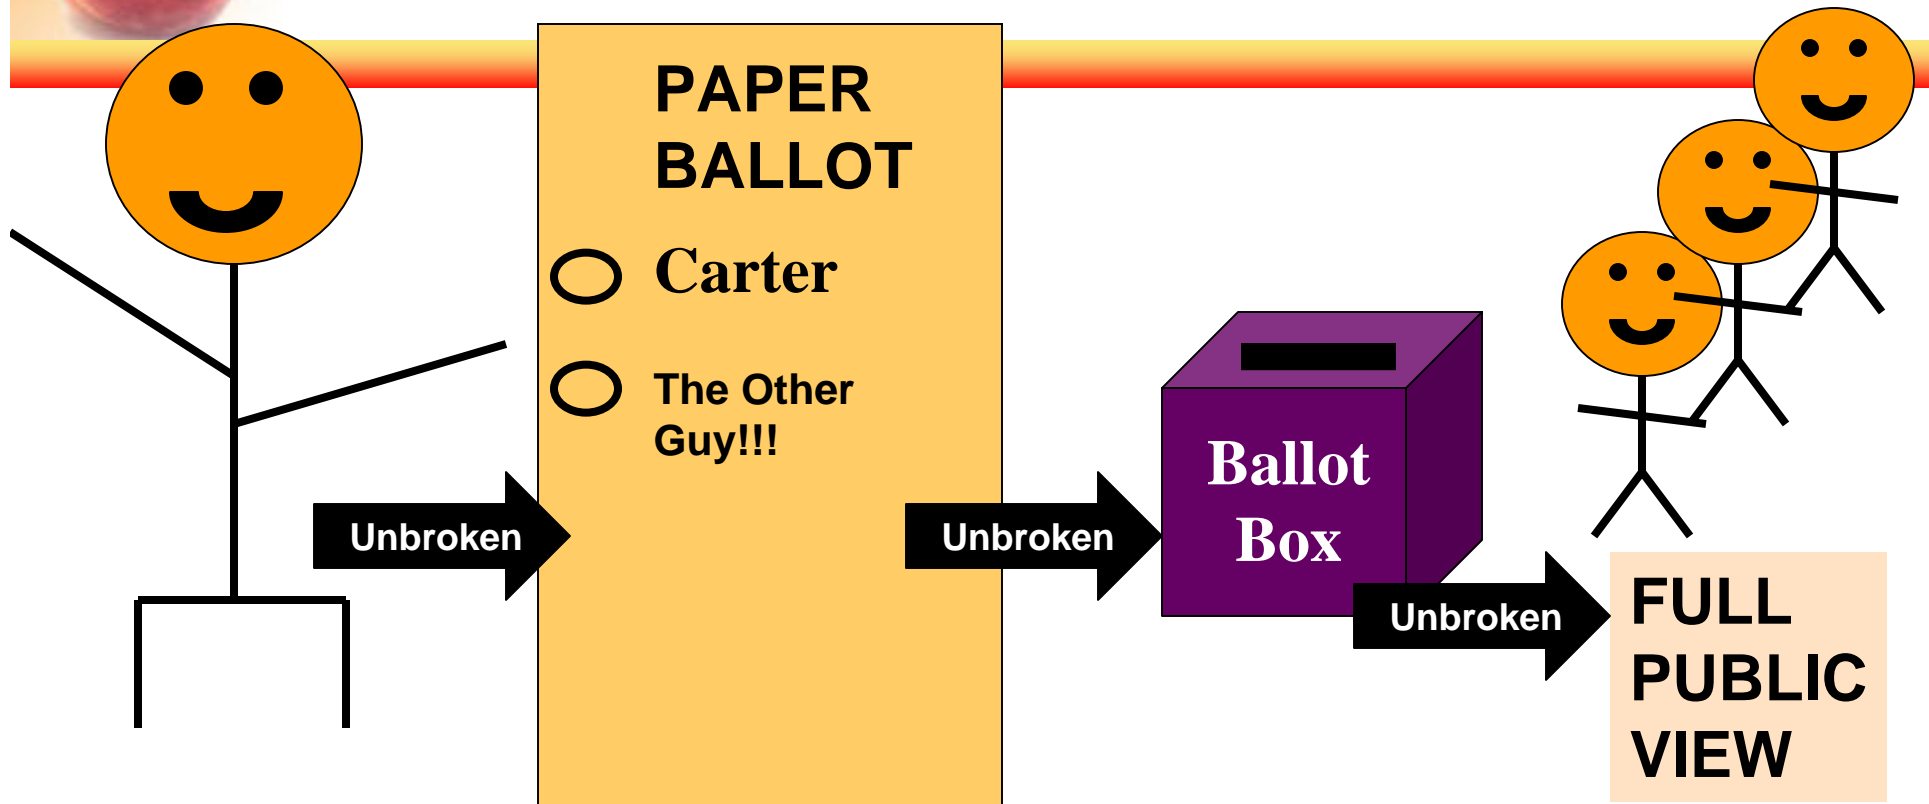 PAPER
BALLOT
Carter
The Other
Guy!!!
Unbroken
Unbroken
Ballot
Box
Unbroken
FULL
PUBLIC
VIEW